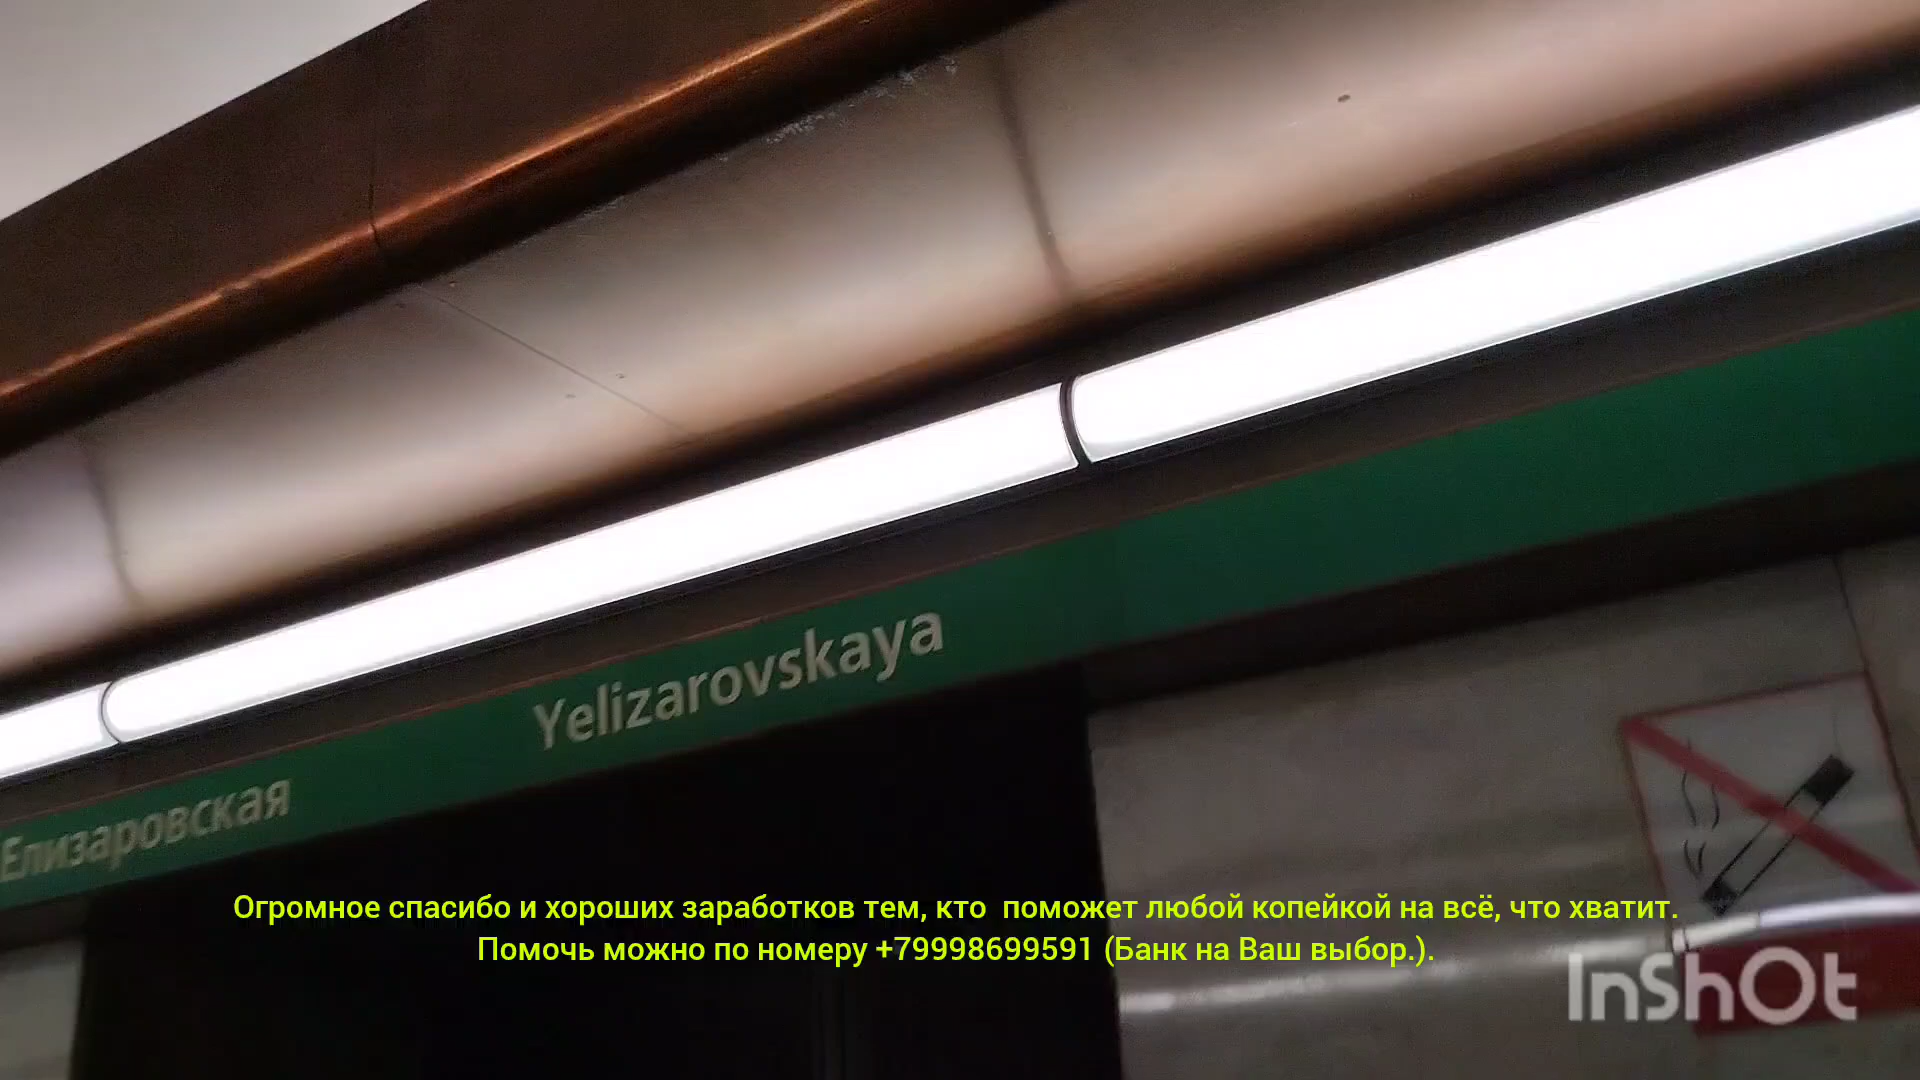 Yelizarovskaya
Елизаровская
Огромное спасибо и хороших заработков тем, кто  поможет любой копейкой на всё, что хватит.
Помочь можно по номеру +79998699591 (Банк на Ваш выбор.).
InShOt